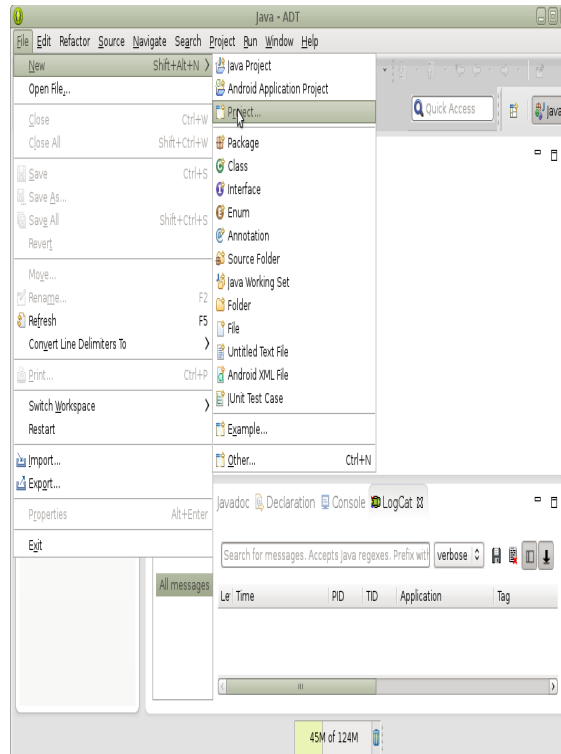 Java - ADT
File Edit Refactor Source Navigate Search Project Run Window Help
New Shift+Alt+N
Open File...
Close Ctrl+W
Close All Shift+Ctrl+W
Save Ctrl+S
Save As...
Save All Shift+Ctrl+S
Revert
Move...
Rename... F2
Refresh F5
Convert Line Delimiters To
Print... Ctrl+P
Switch Workspace
Restart
Import...
Export...
Properties Alt+Enter
Exit
Java Project
Android Application Project
Project...
Package
Class
Interface
Enum
Annotation
Source Folder
Java Working Set
Folder
File
Untitled Text File
Android XML File
JUnit Test Case
Example...
Other... Ctrl+N
Quick Access
Java
Javadoc Declaration Console LogCat
Search for messages. Accepts Java regexes. Prefix with verbose
All messages
Le Time PID TID Application Tag
45M of 124M